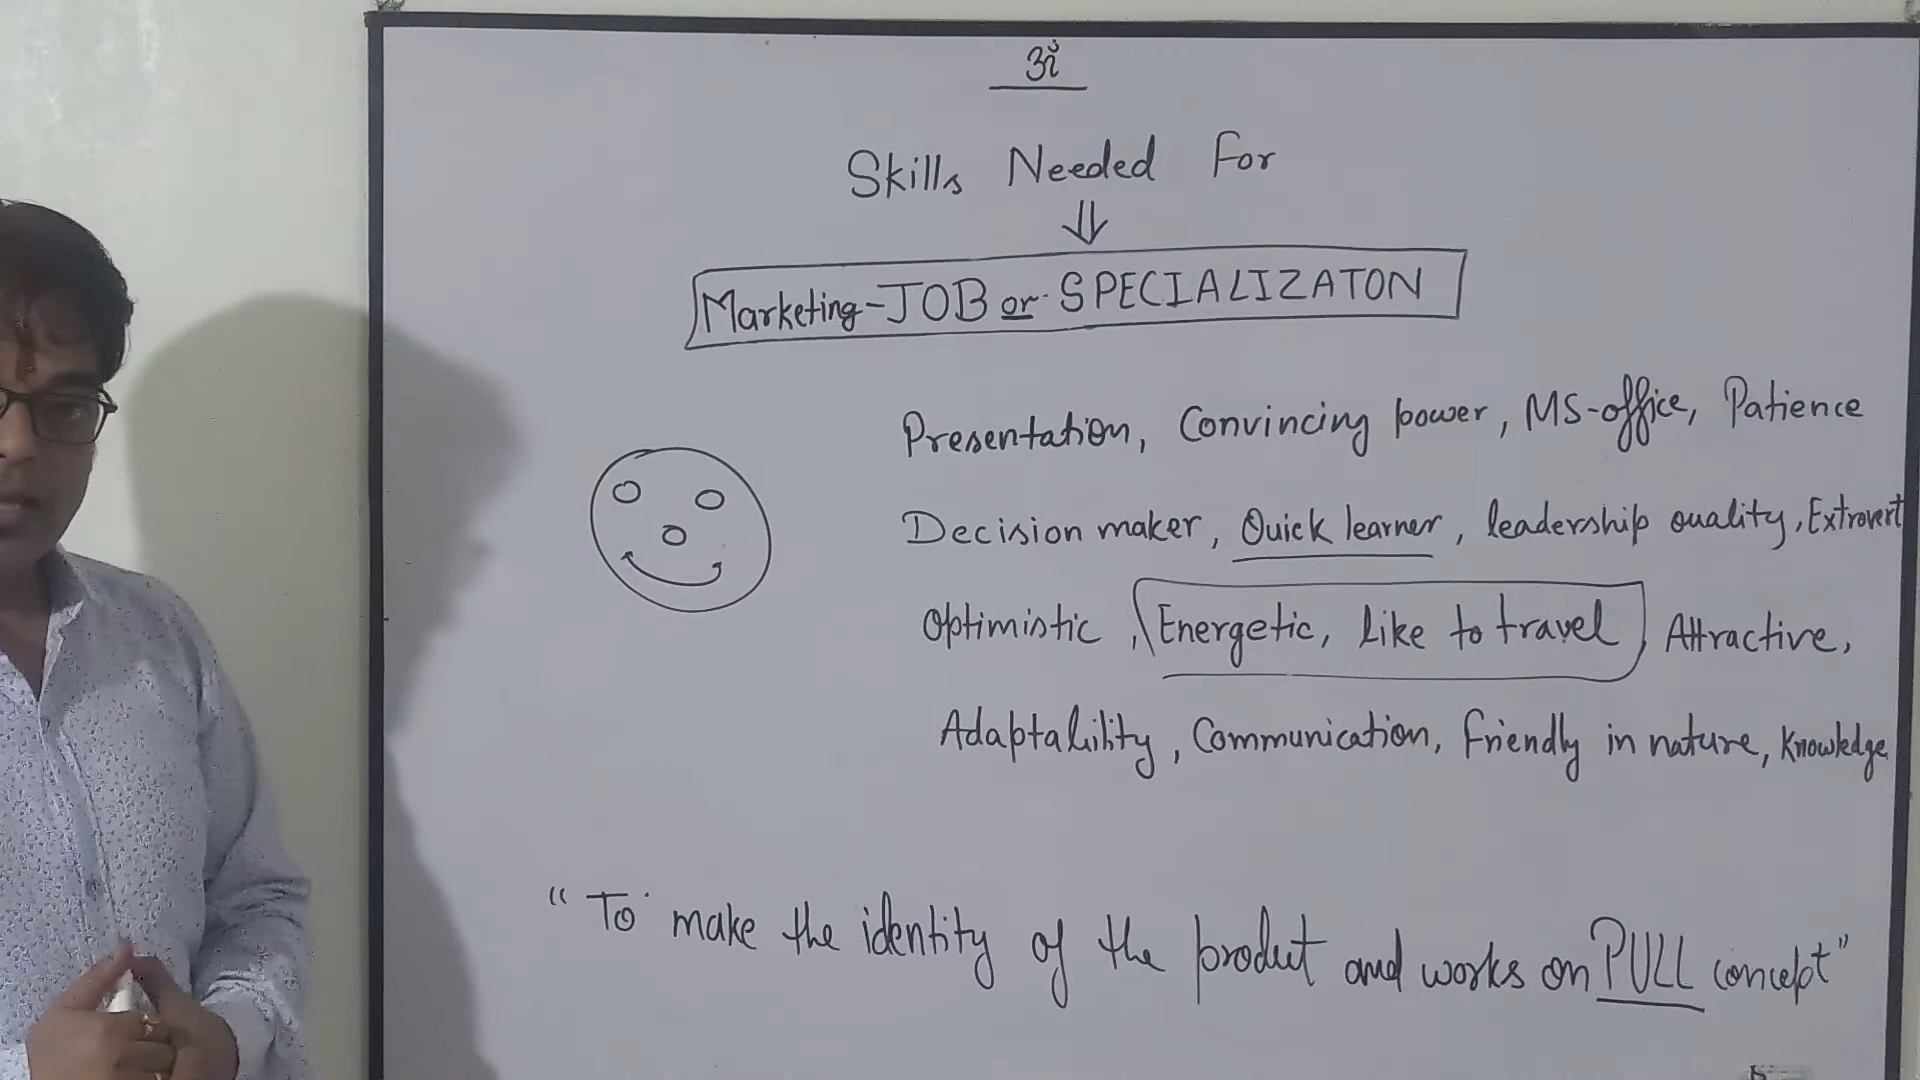 ॐ
Skills Needed For
⇓
Marketing-JOB or SPECIALIZATON
Presentation, Convincing power, MS-office, Patience
Decision maker, Quick learner, leadership quality, Extrovert
Optimistic, Energetic, like to travel, Attractive,
Adaptability, Communication, friendly in nature, Knowledge
"To make the identity of the product and works on PULL concept"